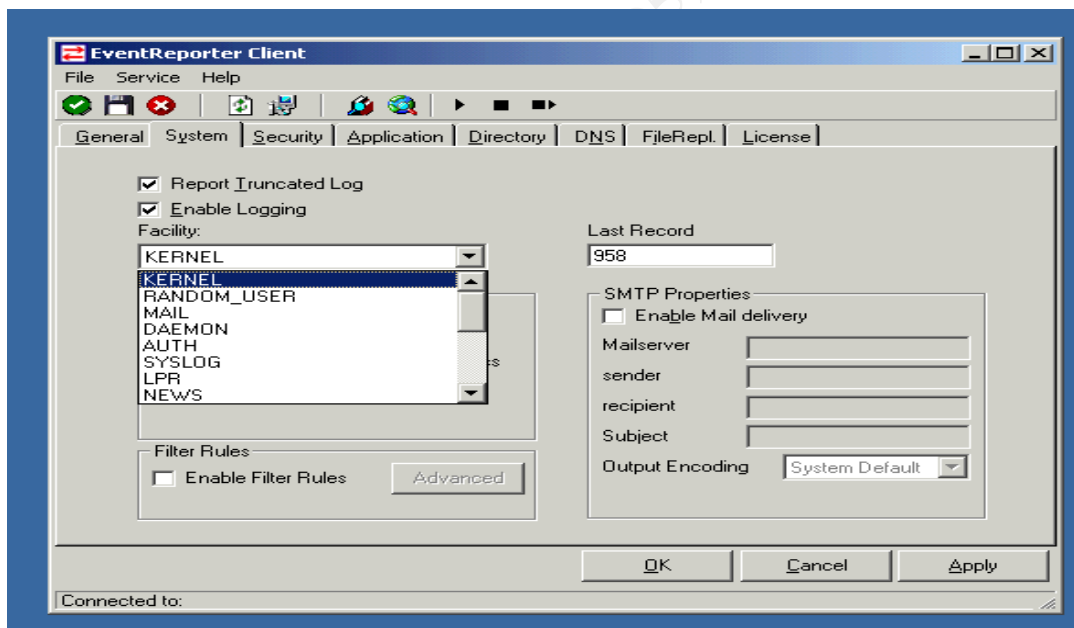 EventReporter Client
File Service Help
General System Security Application Directory DNS FileRepl. License
Report Truncated Log
Enable Logging
Facility:
KERNEL
KERNEL
RANDOM_USER
MAIL
DAEMON
AUTH
SYSLOG
LPR
NEWS
Filter Rules
Enable Filter Rules Advanced
Last Record
958
SMTP Properties
Enable Mail delivery
Mailserver
sender
recipient
Subject
Output Encoding System Default
OK Cancel Apply
Connected to: